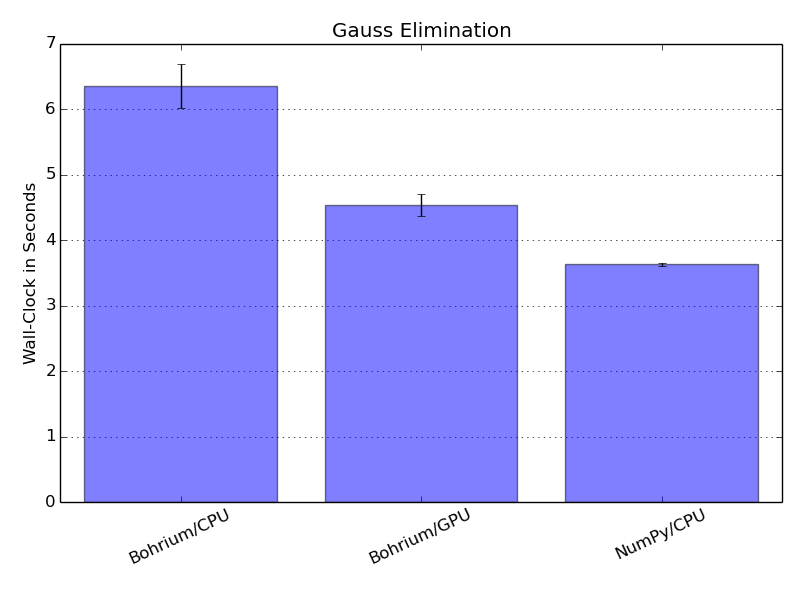 Gauss Elimination
7
6
5
4
3
2
1
0
Wall-Clock in Seconds
Bohrium/CPU
Bohrium/GPU
NumPy/CPU